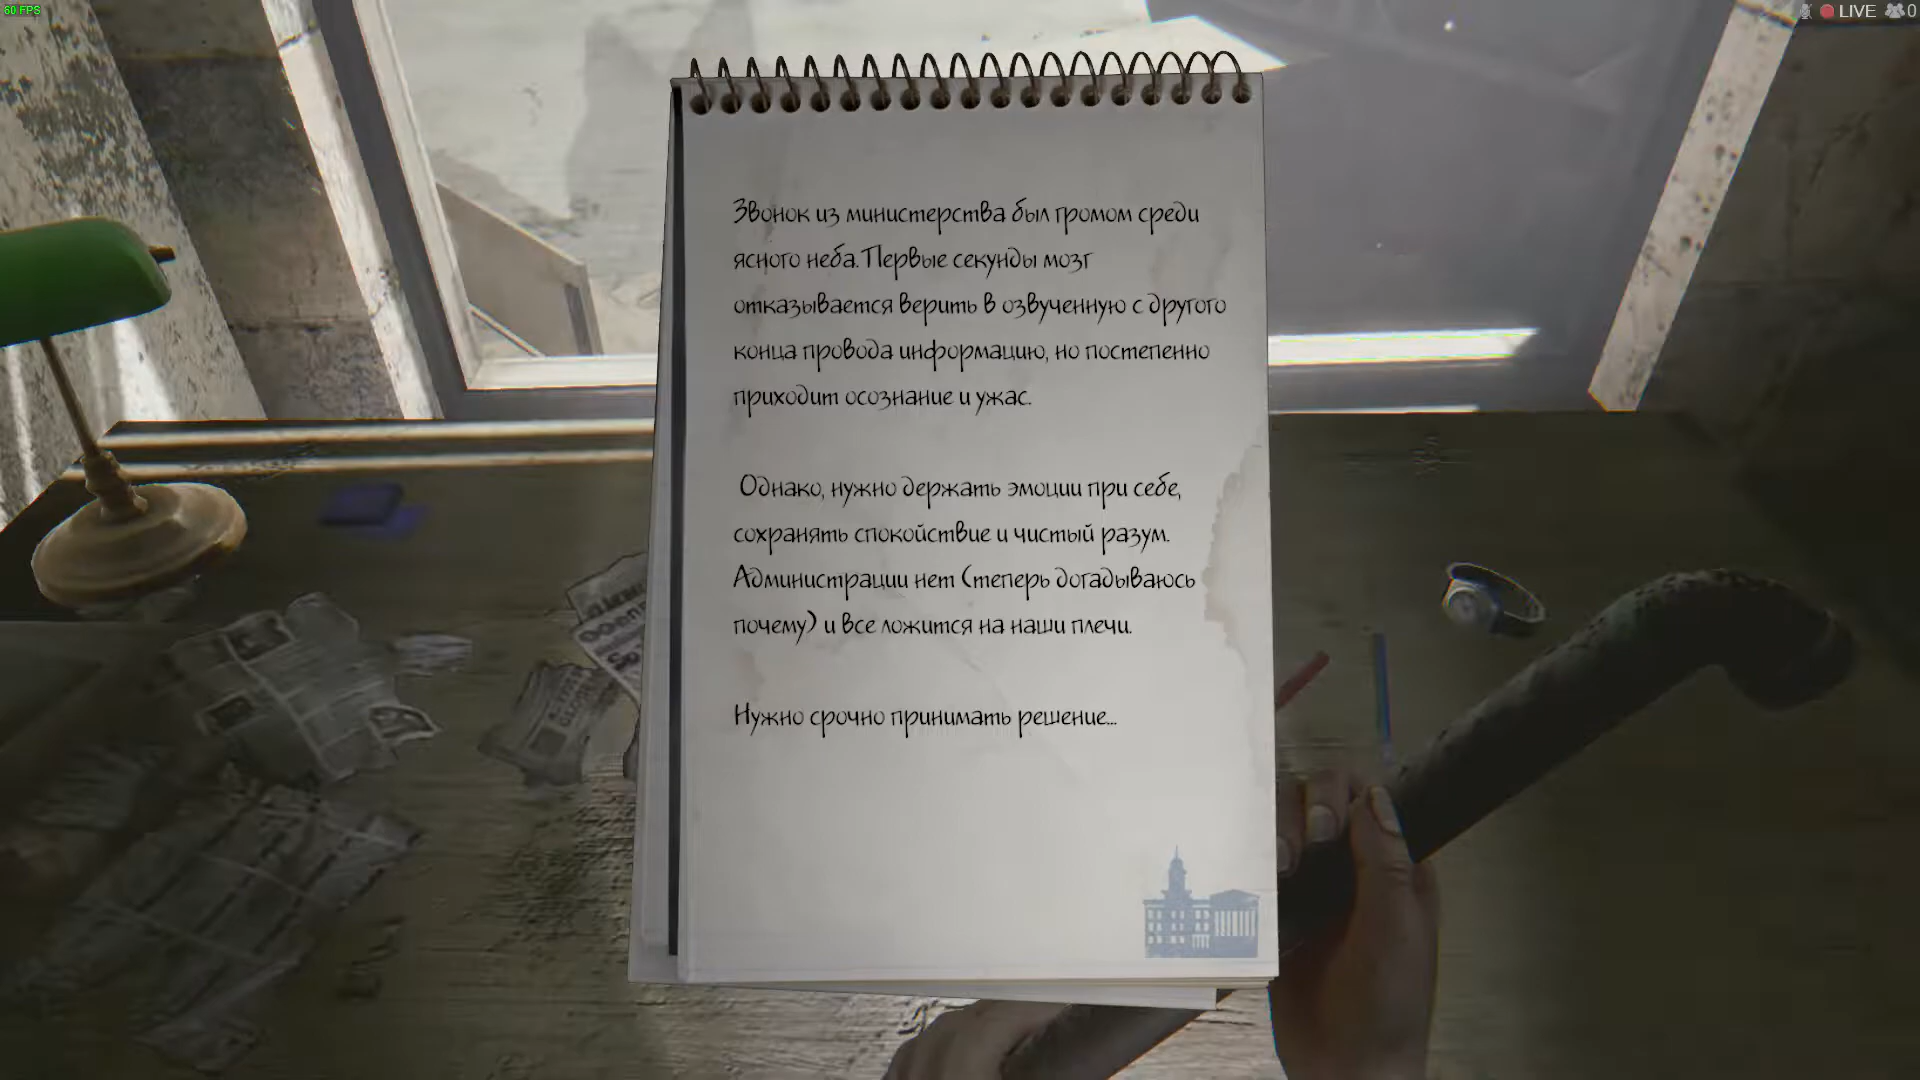 60 FPS
LIVE 0
Звонок из министерства был громом среди
ясного неба. Первые секунды мозг
отказывается верить в озвученную с другого
конца провода информацию, но постепенно
приходит осознание и ужас.
Однако, нужно держать эмоции при себе,
сохранять спокойствие и чистый разум.
Администрации нет (теперь догадываюсь
почему) и все ложится на наши плечи.
Нужно срочно принимать решение...